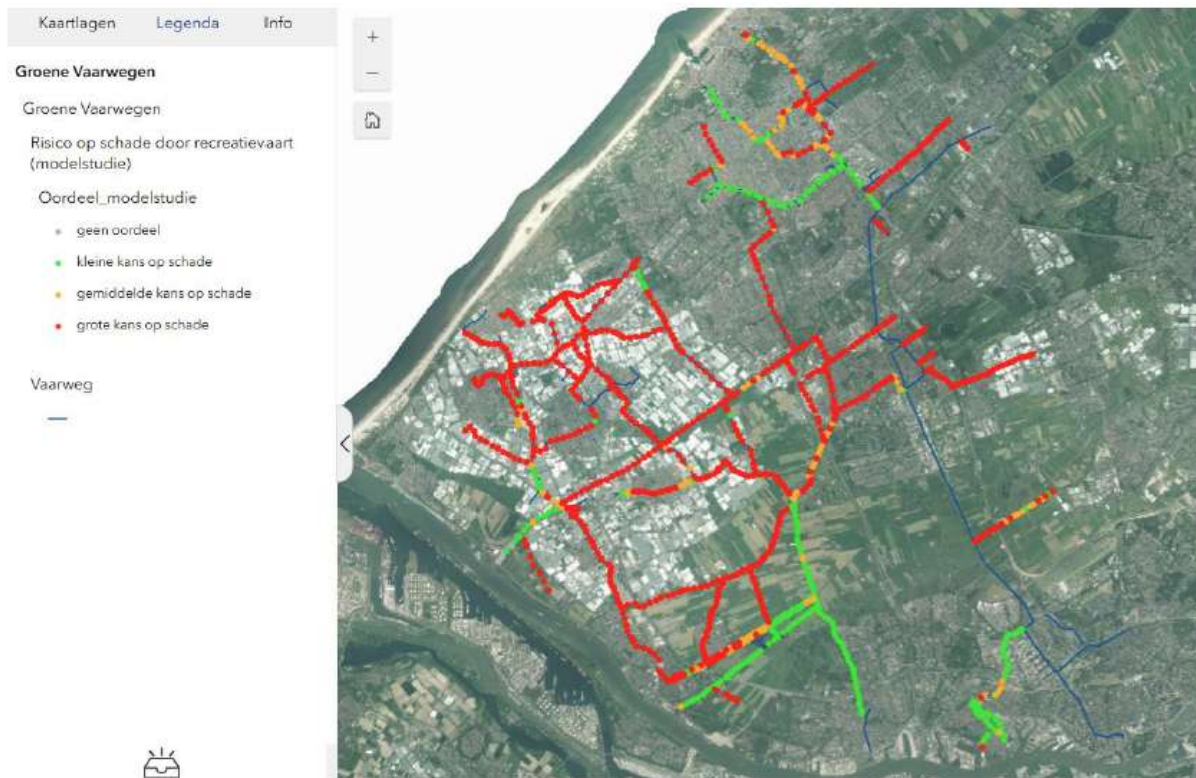 Kaartlagen Legenda Info
Groene Vaarwegen
Groene Vaarwegen
Risico op schade door recreatievaart
(modelstudie)
Oordeel_modelstudie
geen oordeel
kleine kans op schade
gemiddelde kans op schade
grote kans op schade
Vaarweg
+
−